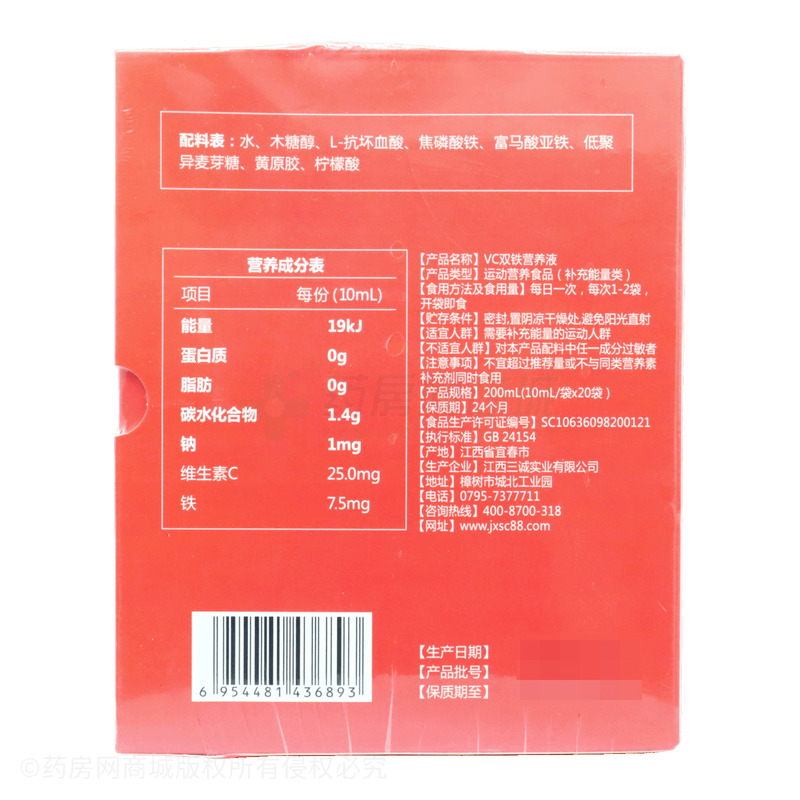 配料表：水、木糖醇、L-抗坏血酸、焦磷酸铁、富马酸亚铁、低聚
异麦芽糖、黄原胶、柠檬酸
营养成分表
项目 每份 (10mL)
能量 19kJ
蛋白质 0g
脂肪 0g
碳水化合物 1.4g
钠 1mg
维生素C 25.0mg
铁 7.5mg
【产品名称】VC双铁营养液
【产品类型】运动营养食品（补充能量类）
【食用方法及食用量】每日一次，每次1-2袋，
开袋即食
【贮存条件】密封,置阴凉干燥处,避免阳光直射
【适宜人群】需要补充能量的运动人群
【不适宜人群】对本产品配料中任一成分过敏者
【注意事项】不宜超过推荐量或不与同类营养素
补充剂同时食用
【产品规格】200mL(10mL/袋x20袋）
【保质期】24个月
【食品生产许可证编号】SC10636098200121
【执行标准】GB 24154
【产地】江西省宜春市
【生产企业】江西三诚实业有限公司
【地址】樟树市城北工业园
【电话】0795-7377711
【咨询热线】400-8700-318
【网址】www.jxsc88.com
6 954481 436893
【生产日期】
【产品批号】
【保质期至】
©药房网商城版权所有侵权必究